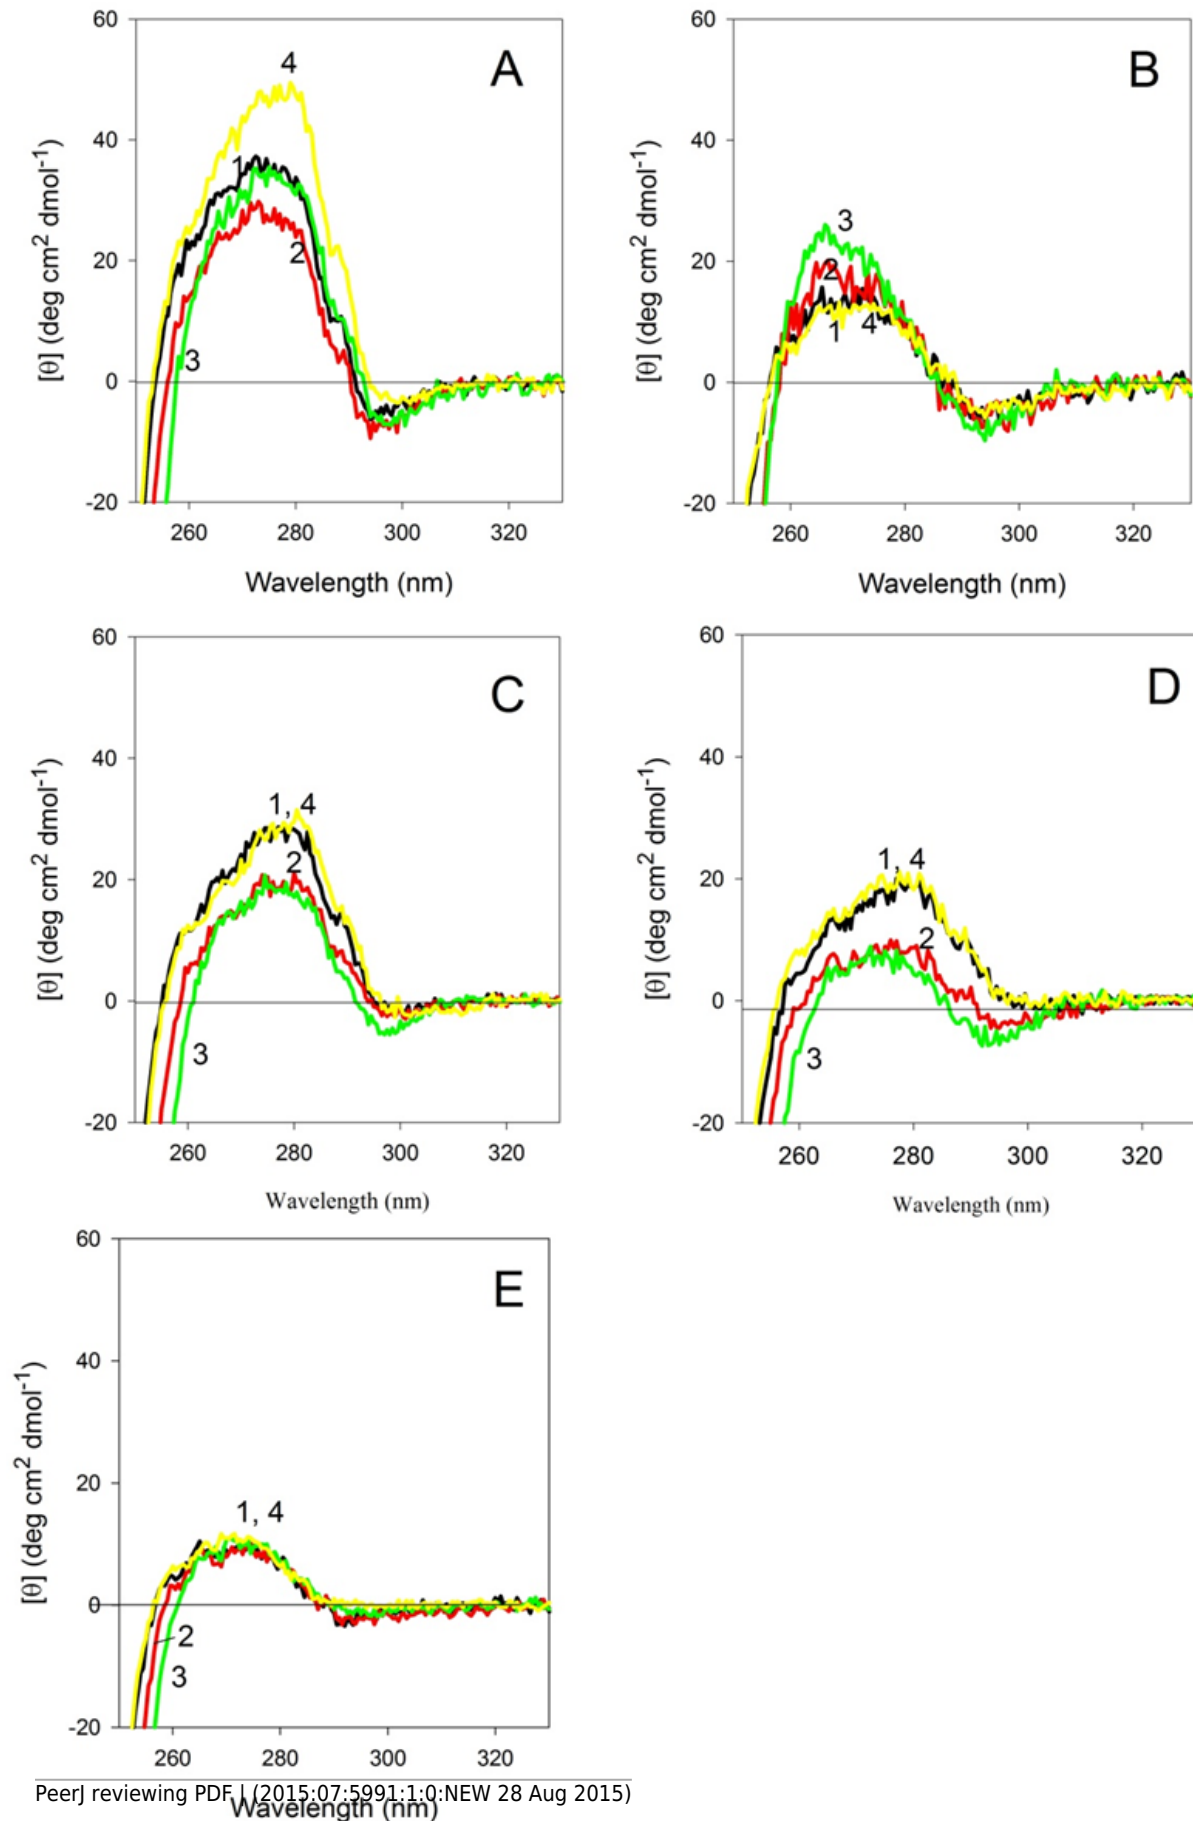 A
60
40
20
0
-20
[θ] (deg cm² dmol⁻¹)
4
1
2
3
260 280 300 320
Wavelength (nm)
B
60
40
20
0
-20
[θ] (deg cm² dmol⁻¹)
3
2
1
4
260 280 300 320
Wavelength (nm)
C
60
40
20
0
-20
[θ] (deg cm² dmol⁻¹)
1, 4
2
3
260 280 300 320
Wavelength (nm)
D
60
40
20
0
-20
[θ] (deg cm² dmol⁻¹)
1, 4
2
3
260 280 300 320
Wavelength (nm)
E
60
40
20
0
-20
[θ] (deg cm² dmol⁻¹)
1, 4
2
3
260 280 300 320
Wavelength (nm)
PeerJ reviewing PDF | (2015:07:5991:1:0:NEW 28 Aug 2015)